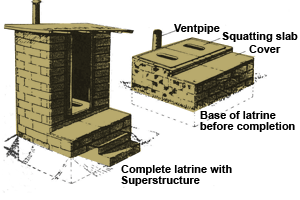 Ventpipe
Squatting slab
Cover
Base of latrine
before completion
Complete latrine with
Superstructure